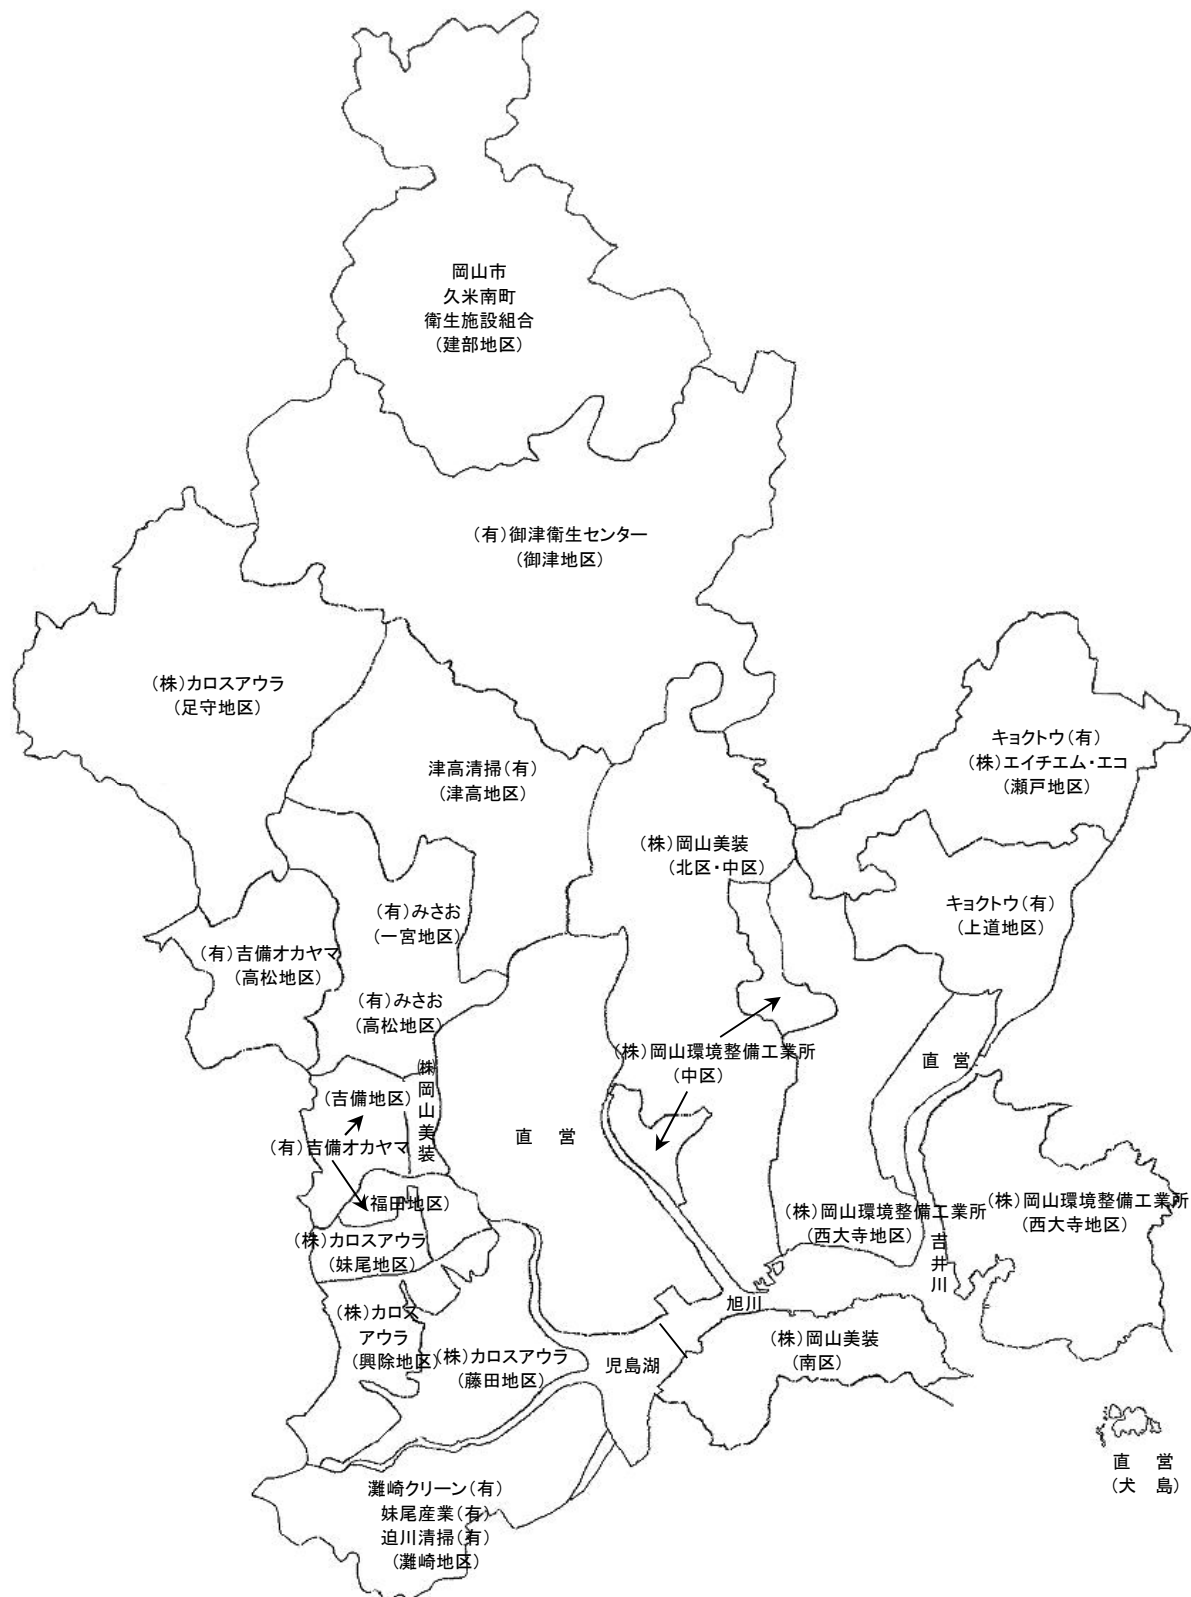 岡山市
久米南町
衛生施設組合
(建部地区)
(有)御津衛生センター
(御津地区)
(株)カロスアウラ
(足守地区)
津高清掃(有)
(津高地区)
キョクトウ(有)
(株)エイチエム・エコ
(瀬戸地区)
(株)岡山美装
(北区・中区)
キョクトウ(有)
(上道地区)
(有)みさお
(一宮地区)
(有)吉備オカヤマ
(高松地区)
(有)みさお
(高松地区)
(株)岡山美装
(株)岡山環境整備工業所
(中区)
直 営
(吉備地区)
(有)吉備オカヤマ
直 営
(福田地区)
(株)岡山環境整備工業所
(西大寺地区)
(株)岡山環境整備工業所
(西大寺地区)
(株)カロスアウラ
(妹尾地区)
吉井川
旭川
(株)カロス
アウラ
(興除地区)
(株)カロスアウラ
(藤田地区)
児島湖
(株)岡山美装
(南区)
直 営
(犬 島)
灘崎クリーン(有)
妹尾産業(有)
迫川清掃(有)
(灘崎地区)